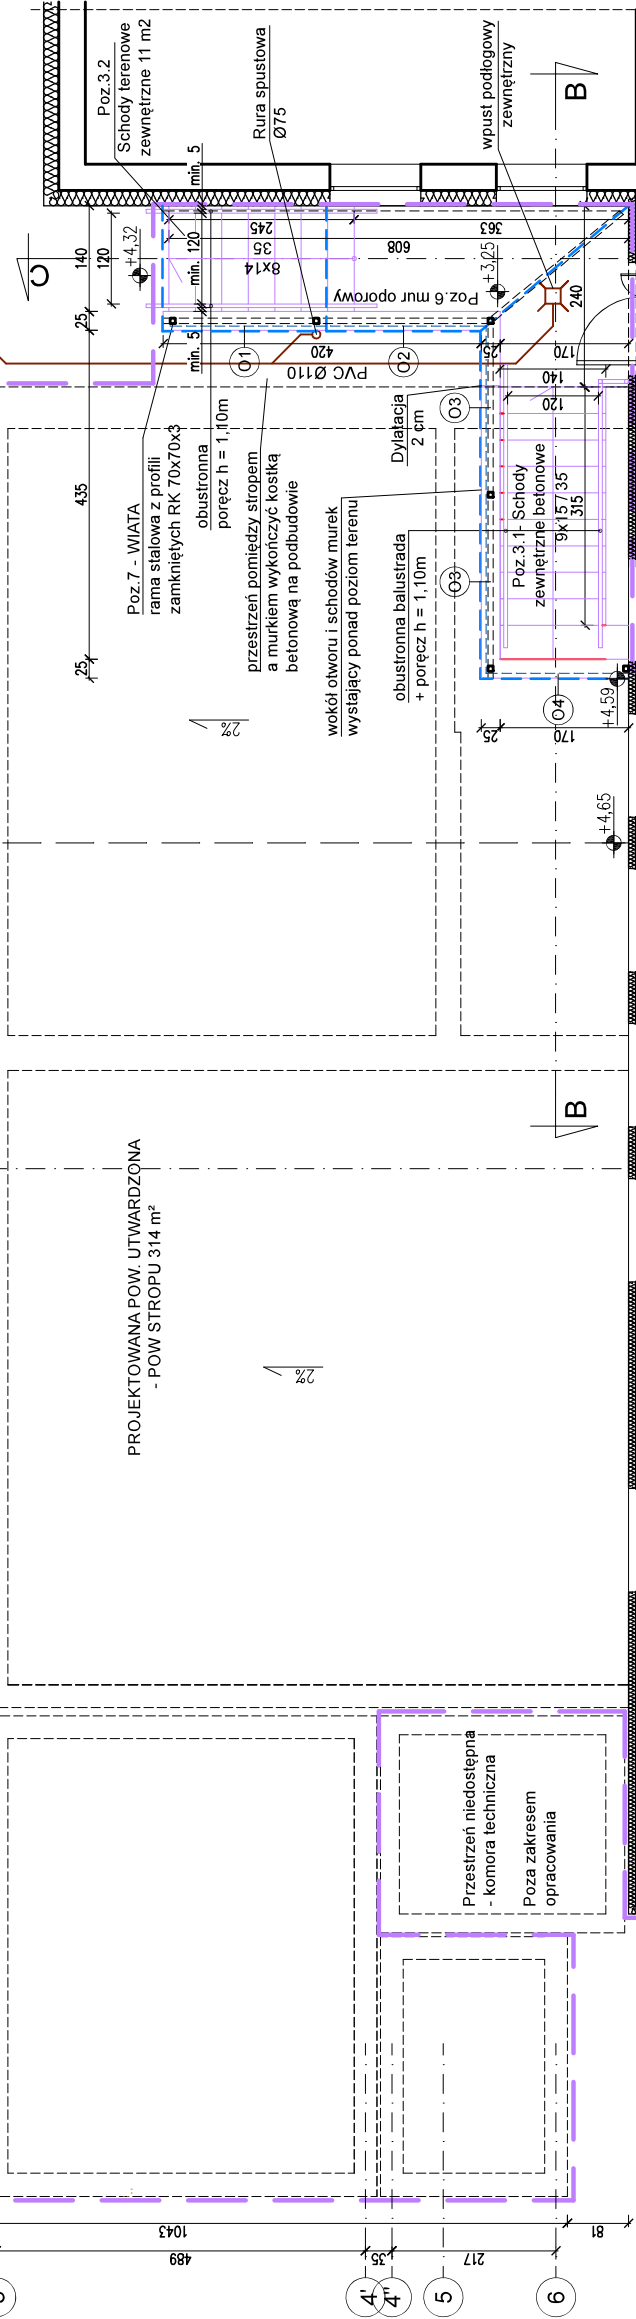 Poz.3.2
Schody terenowe
zewnętrzne 11 m2
Rura spustowa
Ø75
wpust podłogowy
zewnętrzny
B
C
140
120
25
435
25
+4,32
min. 5
min. 120
min. 5
245
35
8x14
363
608
Poz.6 mur oporowy
+3,25
240
O1
O2
420
PVC Ø110
25
170
140
120
Poz.7 - WIATA
rama stalowa z profili
zamkniętych RK 70x70x3
obustronna
poręcz h = 1,10m
przestrzeń pomiędzy stropem
a murkiem wykończyć kostką
betonową na podbudowie
wokół otworu i schodów murek
wystający ponad poziom terenu
Dylatacja
2 cm
O3
O3
obustronna balustrada
+ poręcz h = 1,10m
Poz.3.1- Schody
zewnętrzne betonowe
9x15 / 35
315
O4
+4,59
25
170
+4,65
2%
B
PROJEKTOWANA POW. UTWARDZONA
- POW STROPU 314 m²
2%
Przestrzeń niedostępna
- komora techniczna
Poza zakresem
opracowania
1043
81
489
35
217
4'
4"
5
6